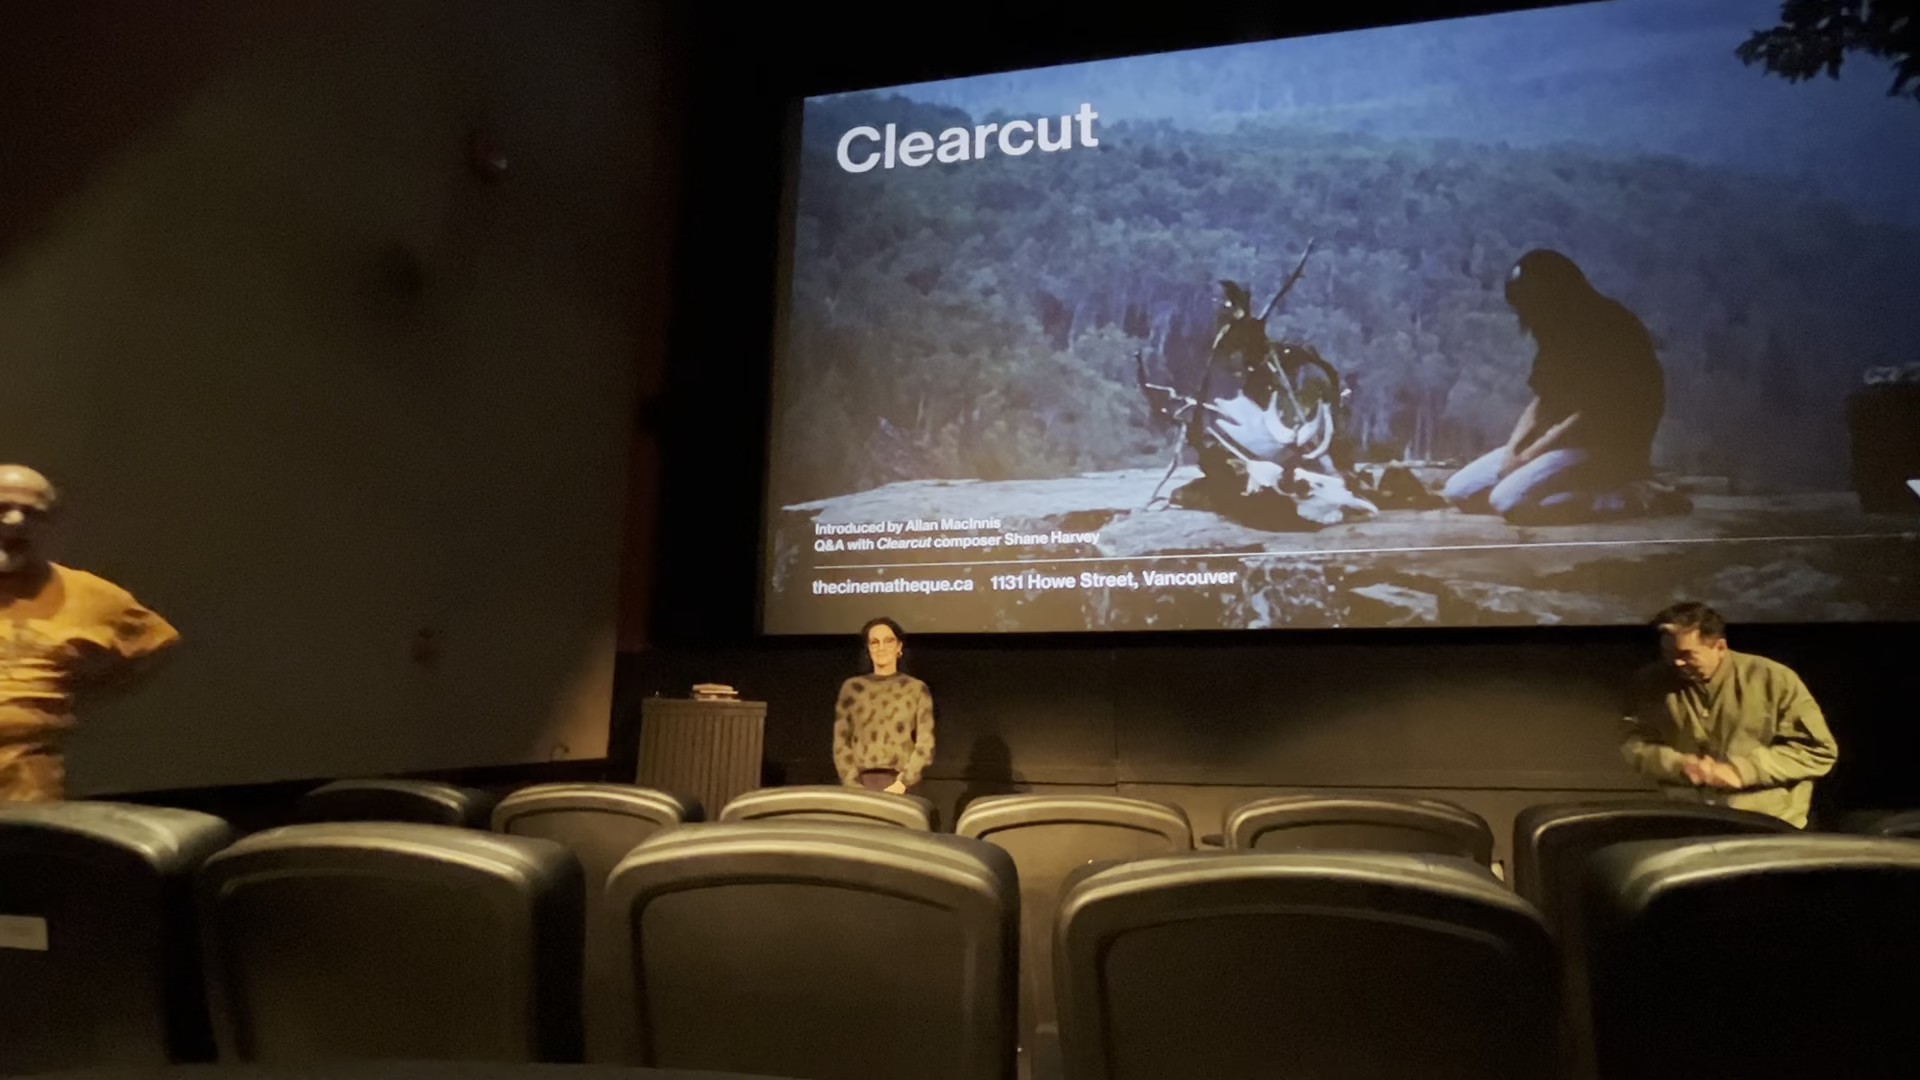 Clearcut
Introduced by Allan MacInnis
Q&A with Clearcut composer Shane Harvey
thecinematheque.ca 1131 Howe Street, Vancouver